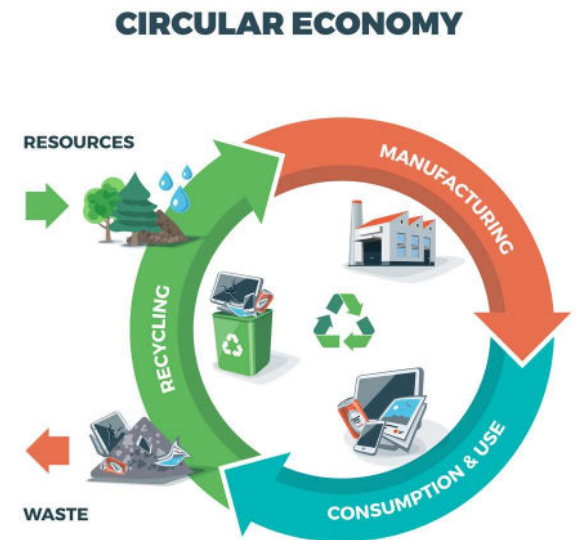 CIRCULAR ECONOMY
RESOURCES
MANUFACTURING
RECYCLING
CONSUMPTION & USE
WASTE